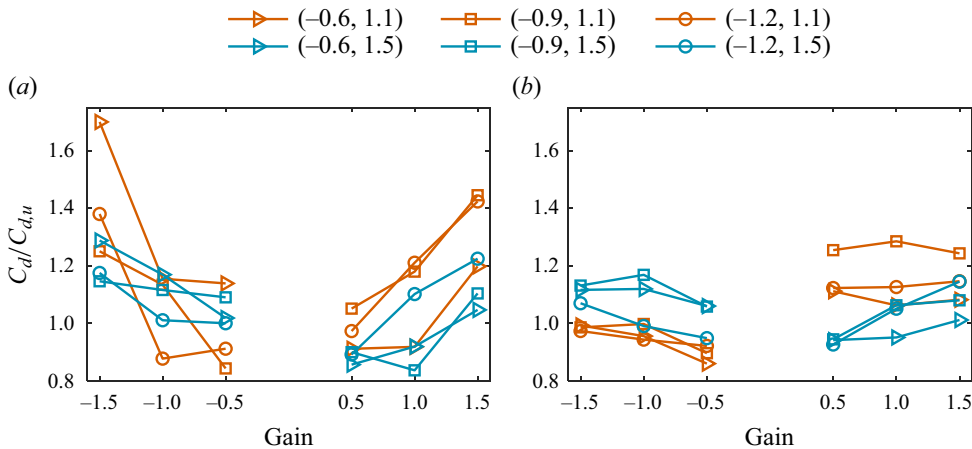 (–0.6, 1.1) (–0.9, 1.1) (–1.2, 1.1)
(–0.6, 1.5) (–0.9, 1.5) (–1.2, 1.5)
(a) (b)
1.6 1.6
1.4 1.4
C_d/C_{d,u}
1.2 1.2
1.0 1.0
0.8 0.8
–1.5 –1.0 –0.5 0.5 1.0 1.5 –1.5 –1.0 –0.5 0.5 1.0 1.5
Gain Gain